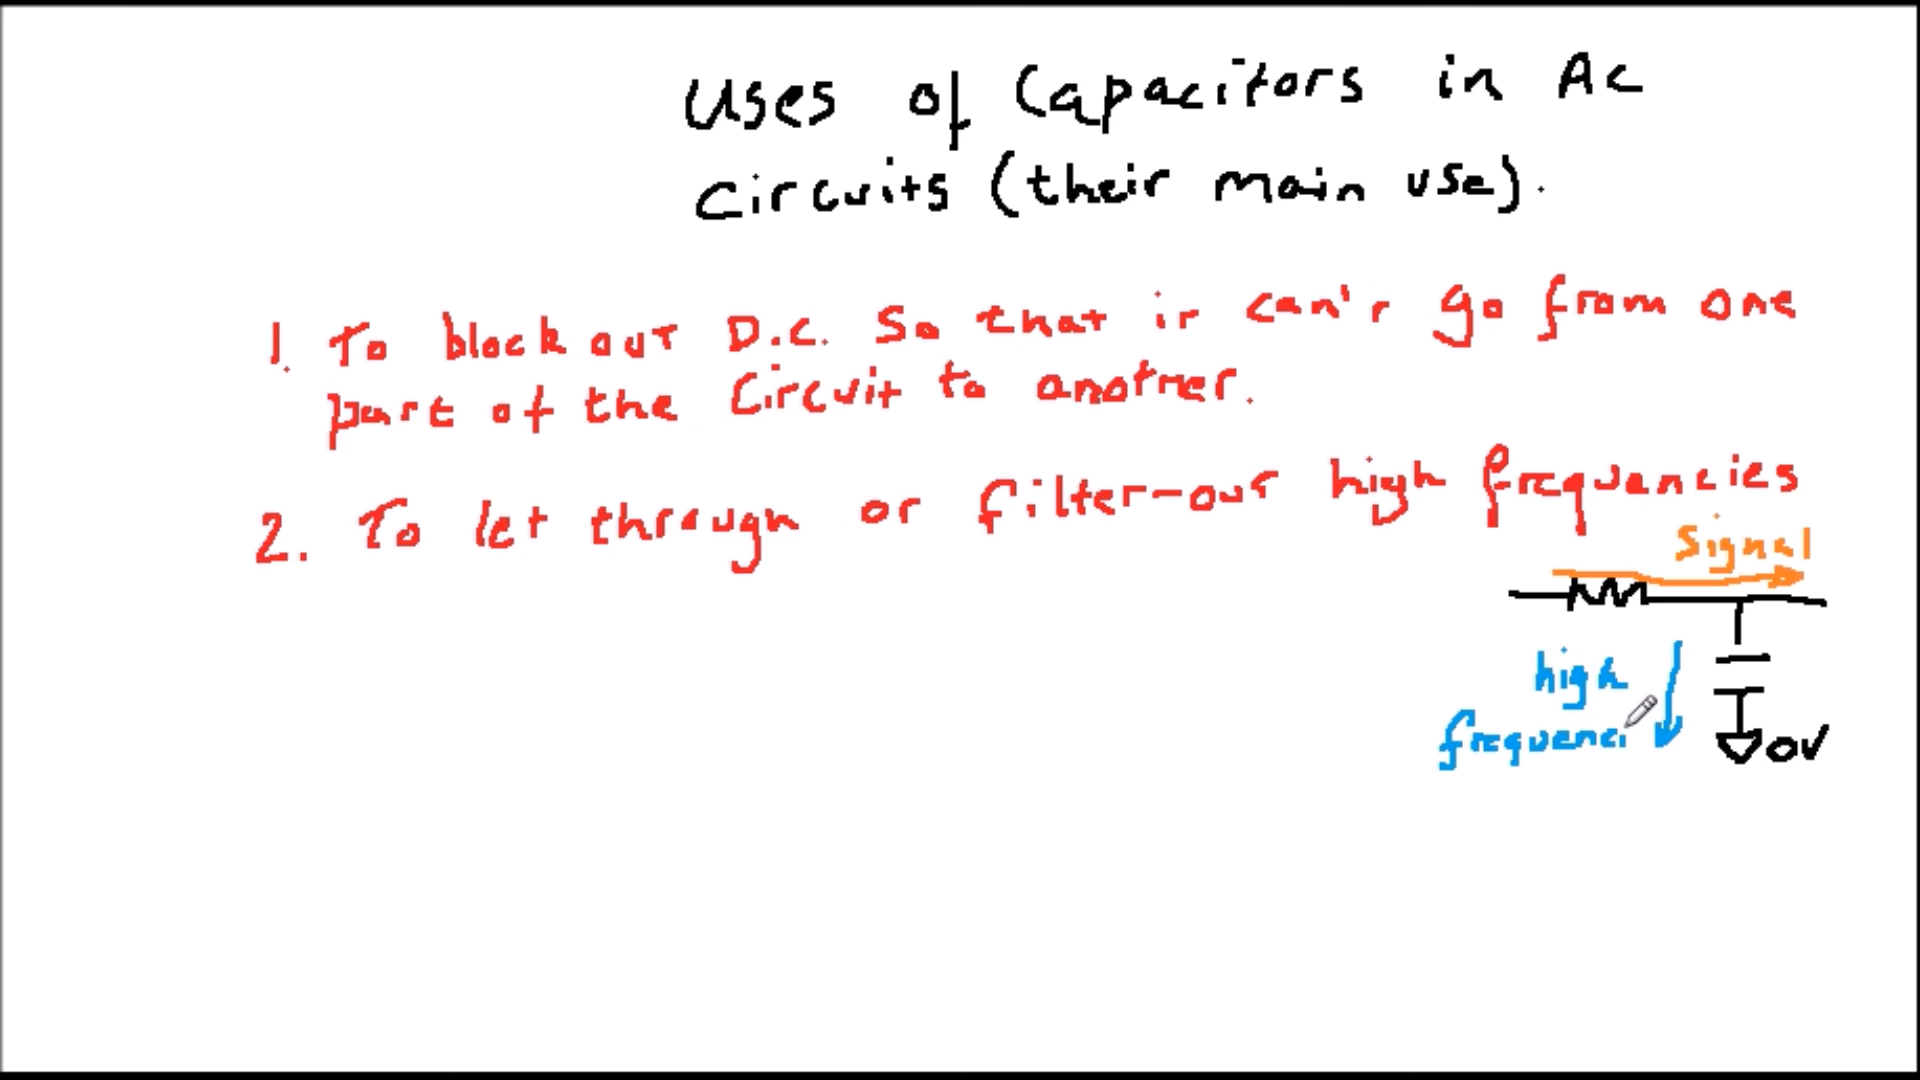 Uses of Capacitors in AC
Circuits (their main use).
1. To block out D.C. So that it can't go from one
part of the Circuit to another.
2. To let through or filter-out high frequencies
Signal
high
frequenci
0V